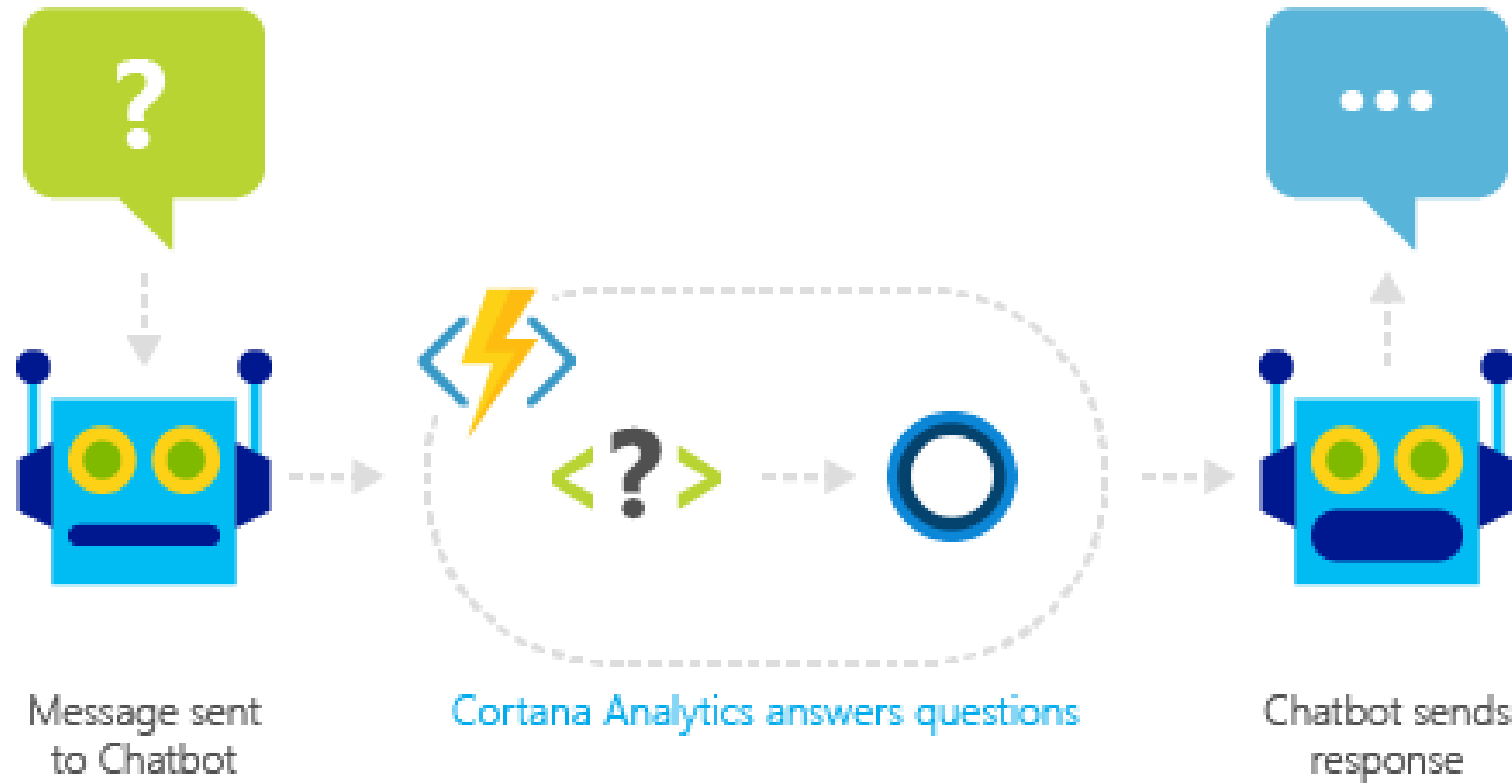 ?
...
<?>
Message sent
to Chatbot
Cortana Analytics answers questions
Chatbot sends
response